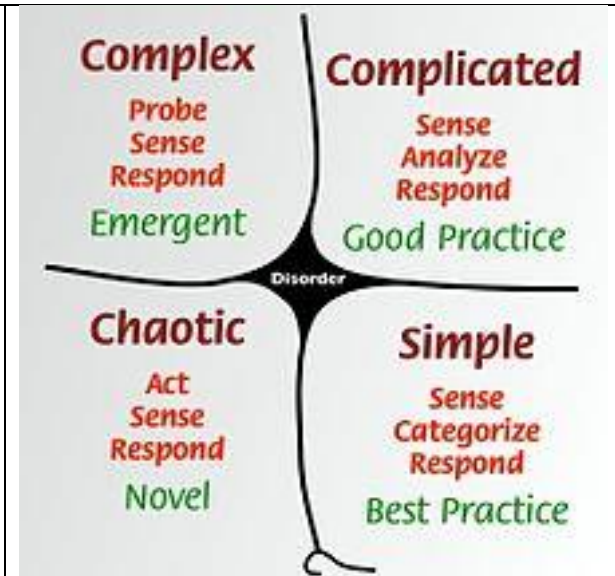 Complex
Probe
Sense
Respond
Emergent
Complicated
Sense
Analyze
Respond
Good Practice
Disorder
Chaotic
Act
Sense
Respond
Novel
Simple
Sense
Categorize
Respond
Best Practice